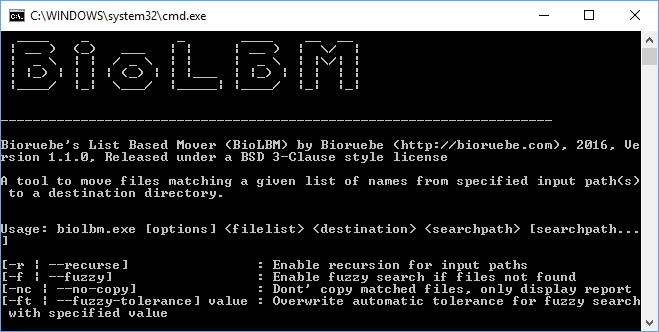 C:\WINDOWS\system32\cmd.exe
BioLBM
Bioruebe's List Based Mover (BioLBM) by Bioruebe (http://bioruebe.com), 2016, Ve
rsion 1.1.0, Released under a BSD 3-Clause style license
A tool to move files matching a given list of names from specified input path(s)
to a destination directory.
Usage: biolbm.exe [options] <filelist> <destination> <searchpath> [searchpath...
]
[-r ¦ --recurse] : Enable recursion for input paths
[-f ¦ --fuzzy] : Enable fuzzy search if files not found
[-nc ¦ --no-copy] : Dont' copy matched files, only display report
[-ft ¦ --fuzzy-tolerance] value : Overwrite automatic tolerance for fuzzy search
with specified value